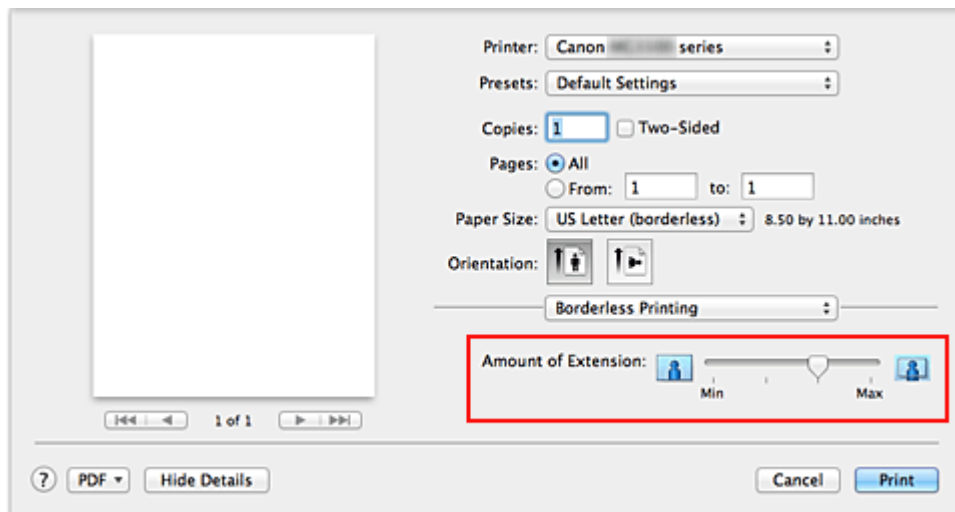 Printer: Canon series
Presets: Default Settings
Copies: 1 Two-Sided
Pages: All
From: 1 to: 1
Paper Size: US Letter (borderless) 8.50 by 11.00 inches
Orientation:
Borderless Printing
Amount of Extension:
Min Max
1 of 1
? PDF Hide Details Cancel Print